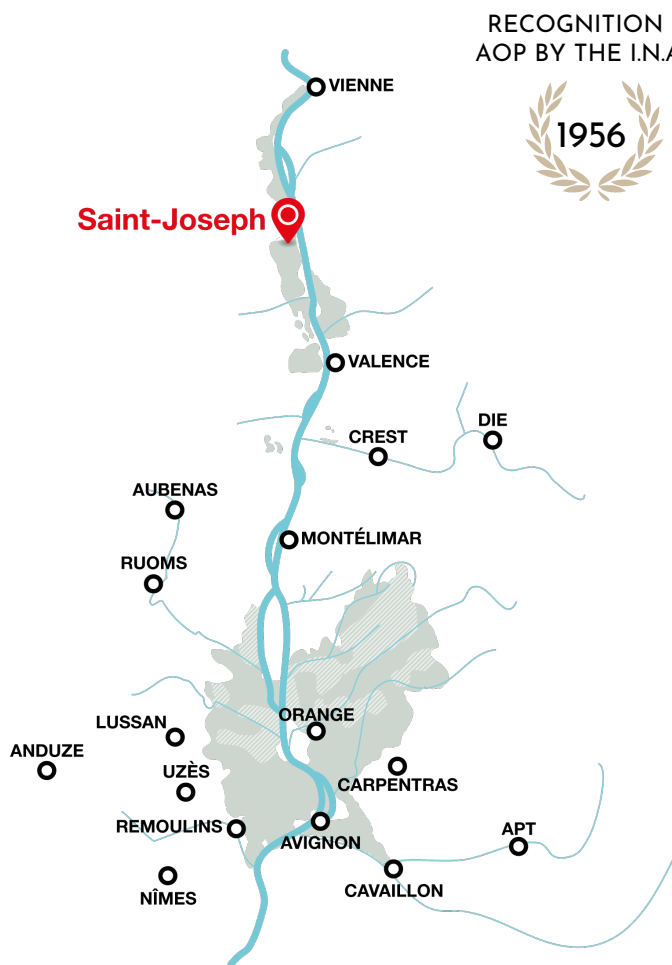 RECOGNITION
AOP BY THE I.N.A
1956
VIENNE
Saint-Joseph
VALENCE
DIE
CREST
AUBENAS
MONTÉLIMAR
RUOMS
ORANGE
LUSSAN
ANDUZE
UZÈS
CARPENTRAS
REMOULINS
APT
AVIGNON
CAVAILLON
NÎMES